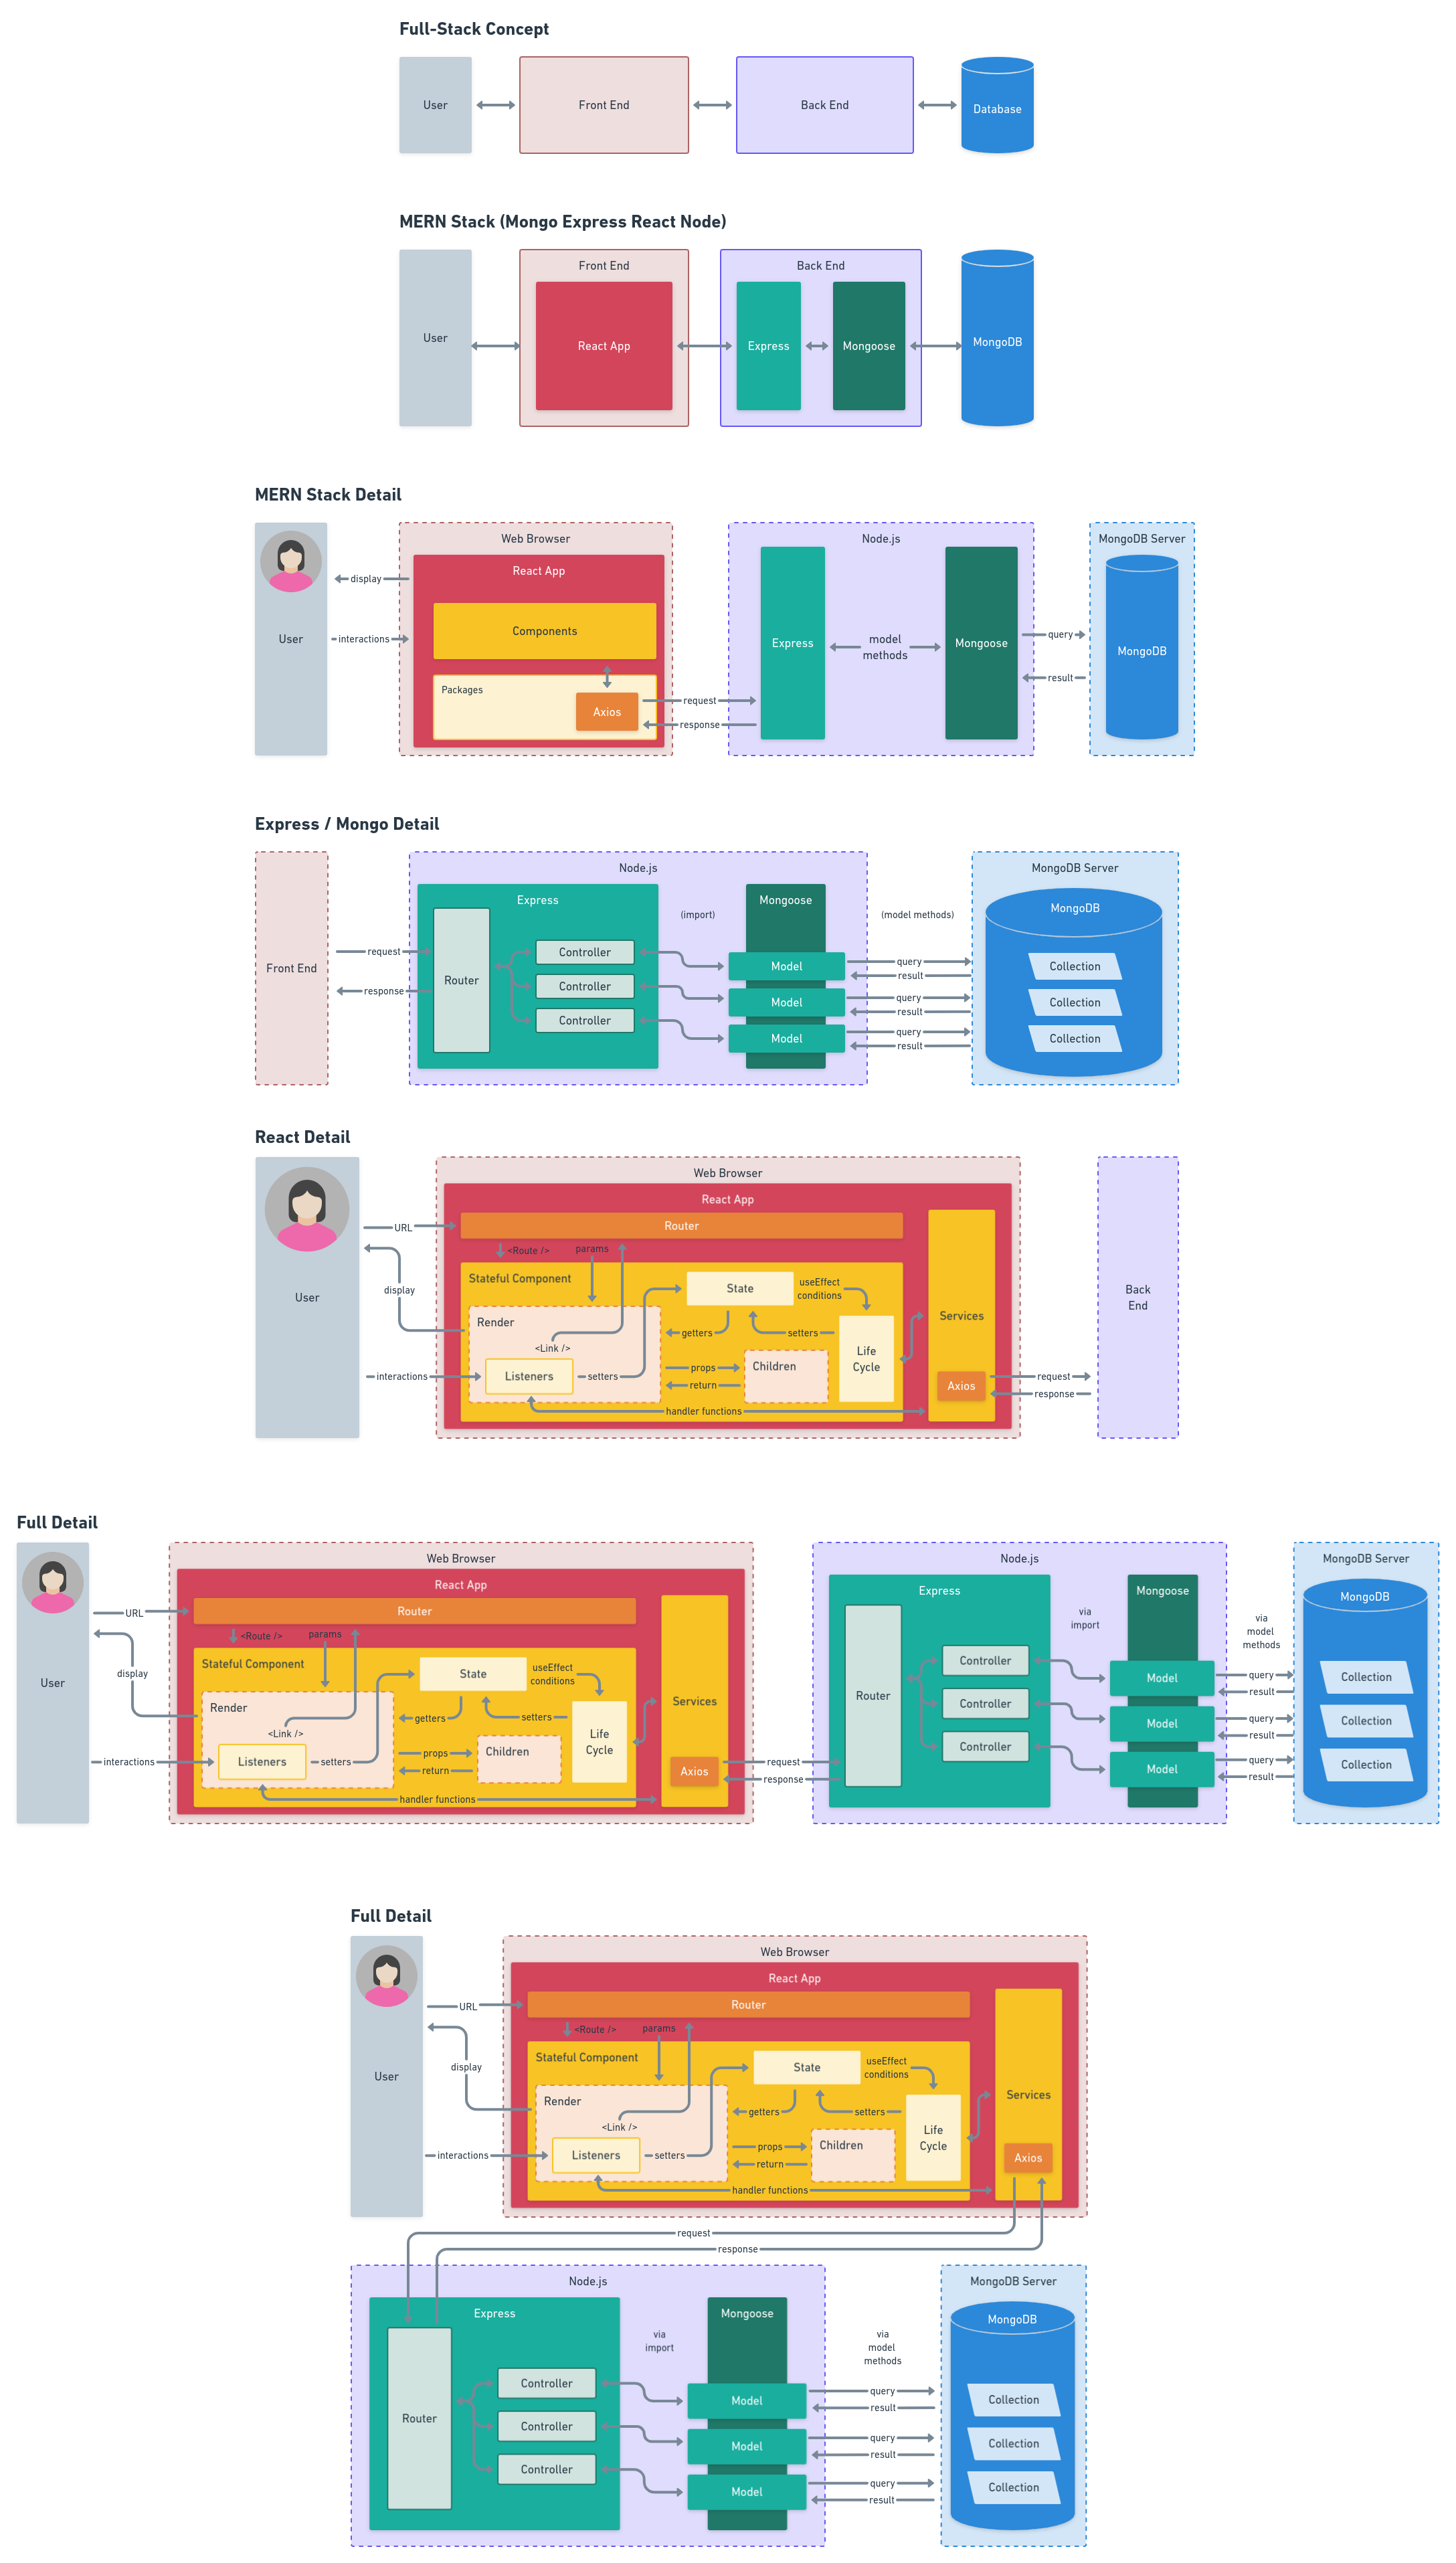 Full-Stack Concept
User
Front End
Back End
Database
MERN Stack (Mongo Express React Node)
Front End
Back End
User
React App
Express
Mongoose
MongoDB
MERN Stack Detail
Web Browser
Node.js
MongoDB Server
React App
display
Components
User
interactions
Express
model
methods
Mongoose
query
MongoDB
result
Packages
Axios
request
response
Express / Mongo Detail
Node.js
MongoDB Server
Express
Mongoose
MongoDB
(import)
(model methods)
Front End
request
response
Router
Controller
Controller
Controller
Model
Model
Model
query
result
query
result
query
result
Collection
Collection
Collection
React Detail
Web Browser
React App
URL
Router
<Route />
params
Stateful Component
State
useEffect
conditions
display
User
Render
getters
setters
<Link />
Life
Cycle
Services
Back
End
interactions
Listeners
setters
props
return
Children
Axios
request
response
handler functions
Full Detail
Web Browser
React App
URL
Router
<Route />
params
Stateful Component
State
useEffect
conditions
display
User
Render
getters
setters
<Link />
Life
Cycle
Services
interactions
Listeners
setters
props
return
Children
Axios
handler functions
request
response
Node.js
Express
Mongoose
via
import
Router
Controller
Controller
Controller
Model
Model
Model
via
model
methods
query
result
query
result
query
result
MongoDB Server
MongoDB
Collection
Collection
Collection
Full Detail
Web Browser
React App
URL
Router
<Route />
params
Stateful Component
State
useEffect
conditions
display
User
Render
getters
setters
<Link />
Life
Cycle
Services
interactions
Listeners
setters
props
return
Children
Axios
handler functions
request
response
Node.js
MongoDB Server
Express
Mongoose
MongoDB
via
import
via
model
methods
Router
Controller
Controller
Controller
Model
Model
Model
query
result
query
result
query
result
Collection
Collection
Collection